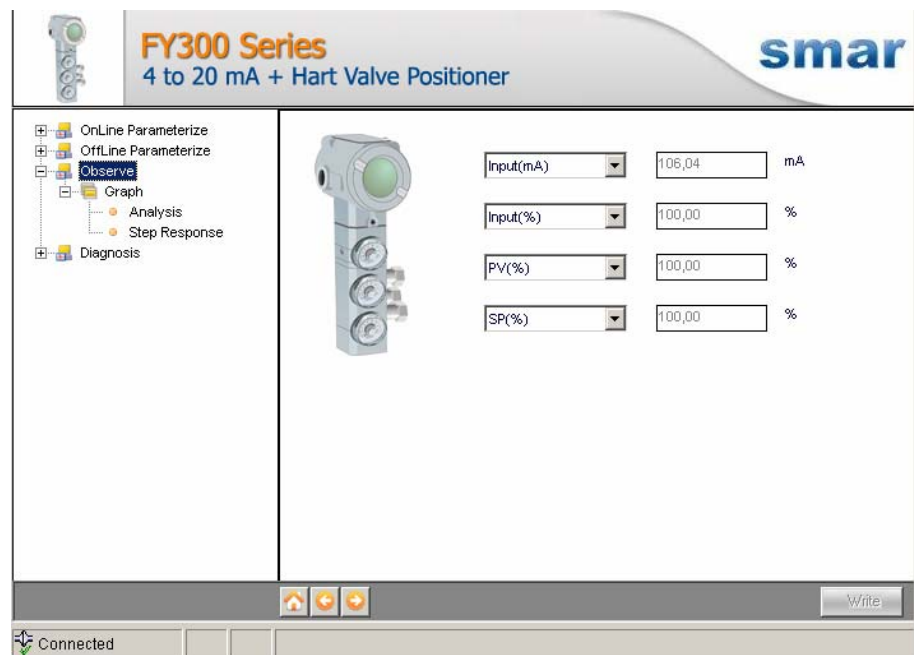 FY300 Series
4 to 20 mA + Hart Valve Positioner
smar
OnLine Parameterize
OffLine Parameterize
Observe
Graph
Analysis
Step Response
Diagnosis
Input(mA) 106,04 mA
Input(%) 100,00 %
PV(%) 100,00 %
SP(%) 100,00 %
Write
Connected